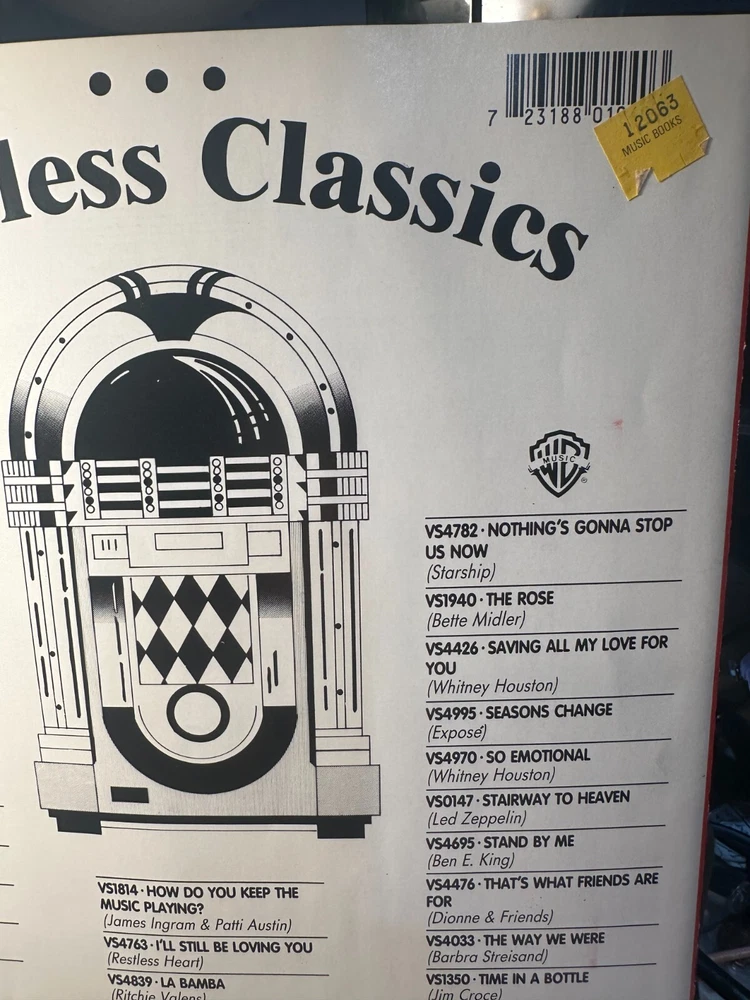 less Classics
7 23188 01
12063
MUSIC BOOKS
WB
MUSIC
®
VS4782 · NOTHING'S GONNA STOP
US NOW
(Starship)
VS1940 · THE ROSE
(Bette Midler)
VS4426 · SAVING ALL MY LOVE FOR
YOU
(Whitney Houston)
VS4995 · SEASONS CHANGE
(Exposé)
VS4970 · SO EMOTIONAL
(Whitney Houston)
VS0147 · STAIRWAY TO HEAVEN
(Led Zeppelin)
VS4695 · STAND BY ME
(Ben E. King)
VS4476 · THAT'S WHAT FRIENDS ARE
FOR
(Dionne & Friends)
VS4033 · THE WAY WE WERE
(Barbra Streisand)
VS1350 · TIME IN A BOTTLE
(Jim Croce)
VS1814 · HOW DO YOU KEEP THE
MUSIC PLAYING?
(James Ingram & Patti Austin)
VS4763 · I'LL STILL BE LOVING YOU
(Restless Heart)
VS4839 · LA BAMBA
(Ritchie Valens)